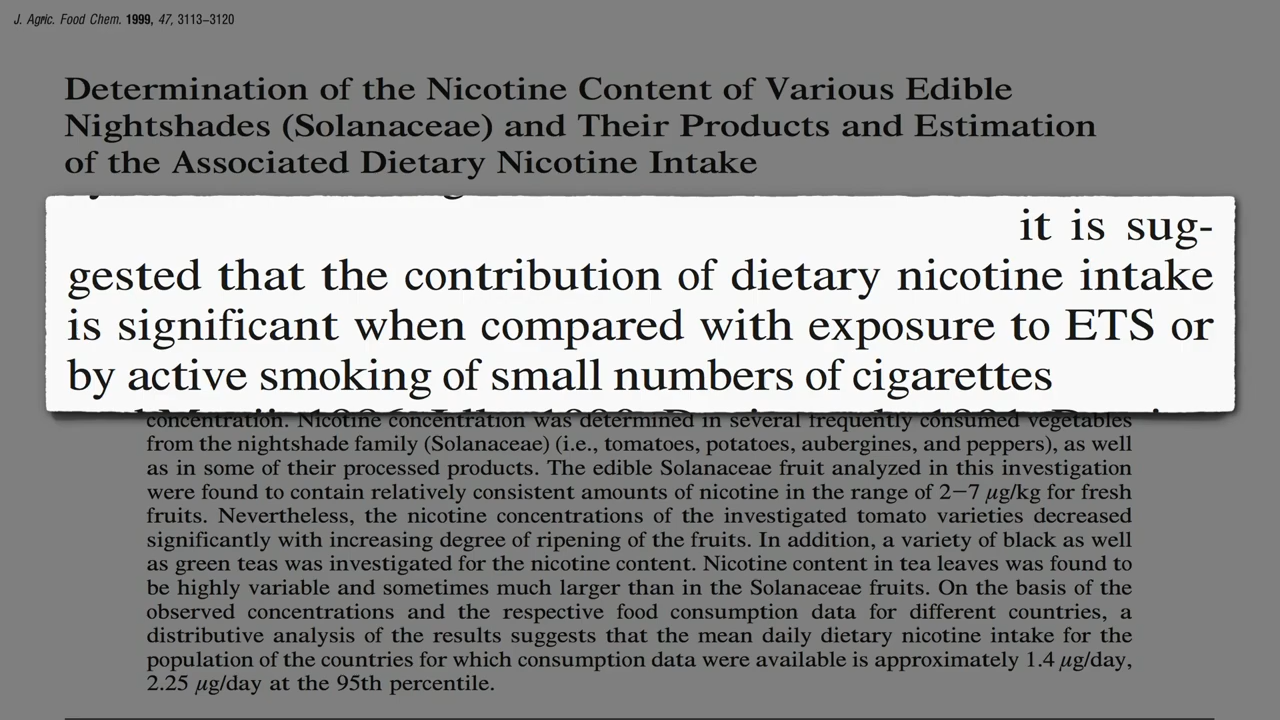 J. Agric. Food Chem. 1999, 47, 3113–3120
Determination of the Nicotine Content of Various Edible
Nightshades (Solanaceae) and Their Products and Estimation
of the Associated Dietary Nicotine Intake
it is sug-
gested that the contribution of dietary nicotine intake
is significant when compared with exposure to ETS or
by active smoking of small numbers of cigarettes
concentration. Nicotine concentration was determined in several frequently consumed vegetables
from the nightshade family (Solanaceae) (i.e., tomatoes, potatoes, aubergines, and peppers), as well
as in some of their processed products. The edible Solanaceae fruit analyzed in this investigation
were found to contain relatively consistent amounts of nicotine in the range of 2−7 μg/kg for fresh
fruits. Nevertheless, the nicotine concentrations of the investigated tomato varieties decreased
significantly with increasing degree of ripening of the fruits. In addition, a variety of black as well
as green teas was investigated for the nicotine content. Nicotine content in tea leaves was found to
be highly variable and sometimes much larger than in the Solanaceae fruits. On the basis of the
observed concentrations and the respective food consumption data for different countries, a
distributive analysis of the results suggests that the mean daily dietary nicotine intake for the
population of the countries for which consumption data were available is approximately 1.4 μg/day,
2.25 μg/day at the 95th percentile.